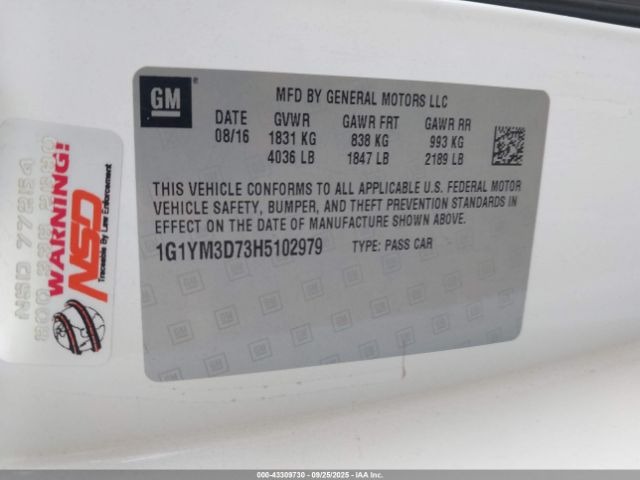 GM
MFD BY GENERAL MOTORS LLC
DATE GVWR GAWR FRT GAWR RR
08/16 1831 KG 838 KG 993 KG
4036 LB 1847 LB 2189 LB
THIS VEHICLE CONFORMS TO ALL APPLICABLE U.S. FEDERAL MOTOR
VEHICLE SAFETY, BUMPER, AND THEFT PREVENTION STANDARDS IN
EFFECT ON THE DATE OF MANUFACTURE SHOWN ABOVE.
1G1YM3D73H5102979 TYPE: PASS CAR
WARNING!
NSD
Registered by Law Enforcement
000-43309730 - 09/25/2025 - IAA Inc.